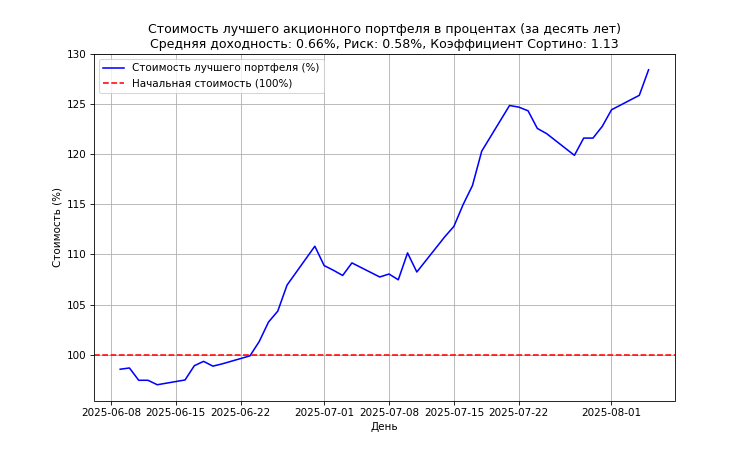 Стоимость лучшего акционного портфеля в процентах (за десять лет)
Средняя доходность: 0.66%, Риск: 0.58%, Коэффициент Сортино: 1.13
Стоимость лучшего портфеля (%)
Начальная стоимость (100%)
Стоимость (%)
130
125
120
115
110
105
100
2025-06-08 2025-06-15 2025-06-22 2025-07-01 2025-07-08 2025-07-15 2025-07-22 2025-08-01
День